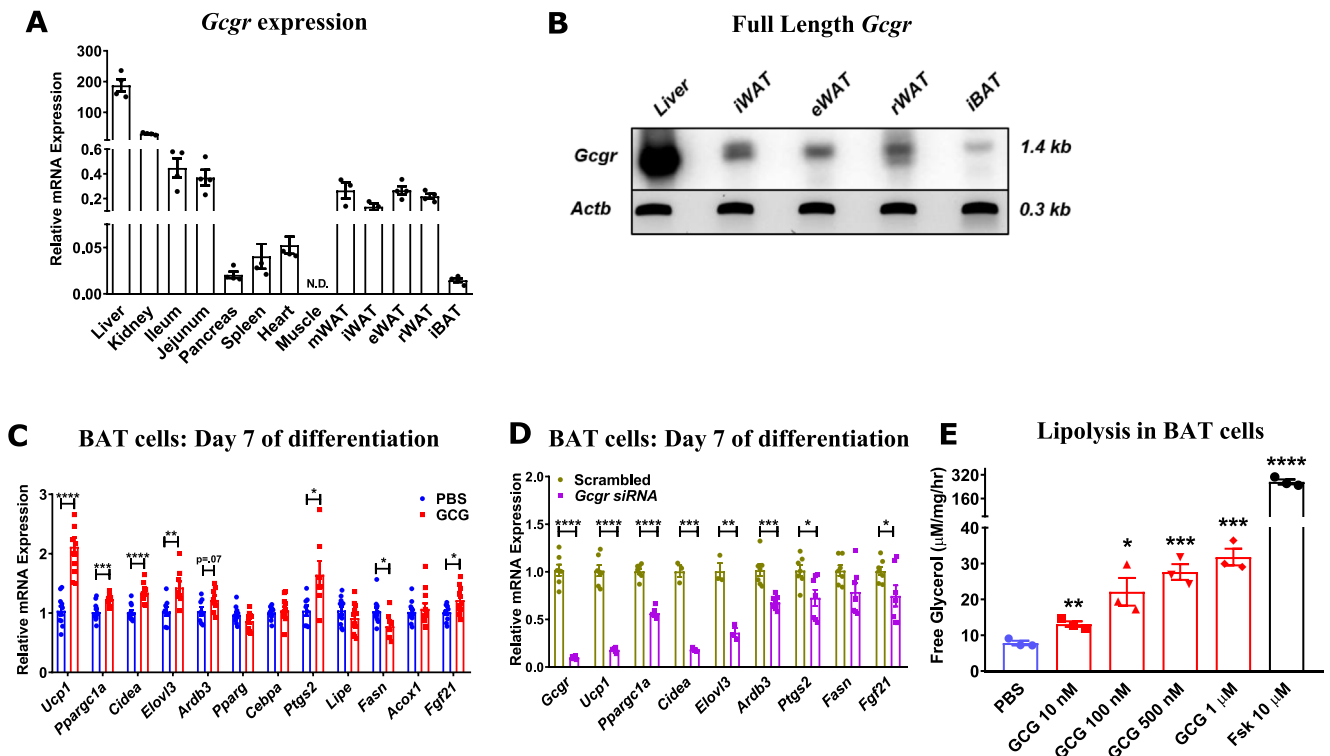 A
Gcgr expression
Relative mRNA Expression
300
200
100
0.6
0.4
0.2
0.05
0.00
N.D.
Liver
Kidney
Ileum
Jejunum
Pancreas
Spleen
Heart
Muscle
mWAT
iWAT
eWAT
rWAT
iBAT
B
Full Length Gcgr
Liver
iWAT
eWAT
rWAT
iBAT
Gcgr
1.4 kb
Actb
0.3 kb
C
BAT cells: Day 7 of differentiation
Relative mRNA Expression
3
2
1
0
PBS
GCG
****
***
****
**
p=.07
*
*
*
Ucp1
Ppargc1a
Cidea
Elovl3
Ardb3
Pparg
Cebpa
Ptgs2
Lipe
Fasn
Acox1
Fgf21
D
BAT cells: Day 7 of differentiation
Relative mRNA Expression
2.0
1.5
1.0
0.5
0.0
Scrambled
Gcgr siRNA
****
****
****
***
**
***
*
*
Gcgr
Ucp1
Ppargc1a
Cidea
Elovl3
Ardb3
Ptgs2
Fasn
Fgf21
E
Lipolysis in BAT cells
Free Glycerol (μM/mg/hr)
320
160
40
30
20
10
0
**
*
***
***
****
PBS
GCG 10 nM
GCG 100 nM
GCG 500 nM
GCG 1 μM
Fsk 10 μM